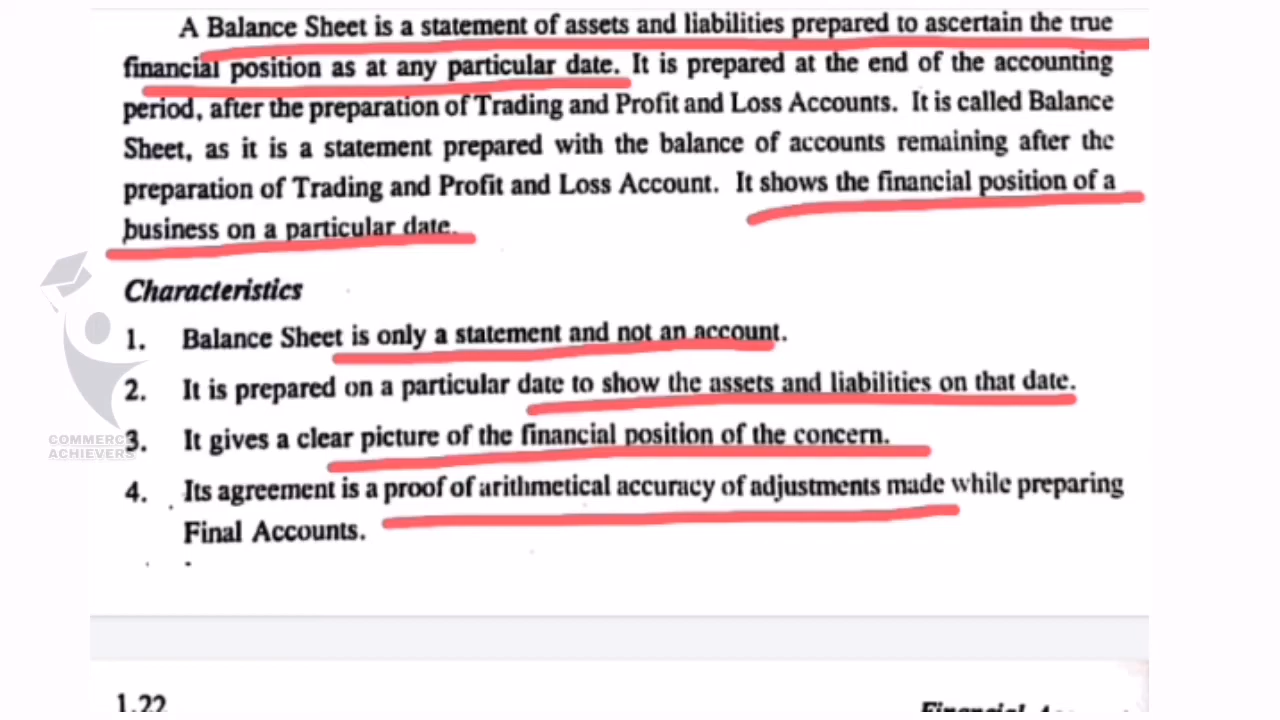 A Balance Sheet is a statement of assets and liabilities prepared to ascertain the true
financial position as at any particular date. It is prepared at the end of the accounting
period, after the preparation of Trading and Profit and Loss Accounts. It is called Balance
Sheet, as it is a statement prepared with the balance of accounts remaining after the
preparation of Trading and Profit and Loss Account. It shows the financial position of a
business on a particular date.
Characteristics
1. Balance Sheet is only a statement and not an account.
2. It is prepared on a particular date to show the assets and liabilities on that date.
3. It gives a clear picture of the financial position of the concern.
4. Its agreement is a proof of arithmetical accuracy of adjustments made while preparing
Final Accounts.
COMMERC
ACHIEVERS
1.22
Financial